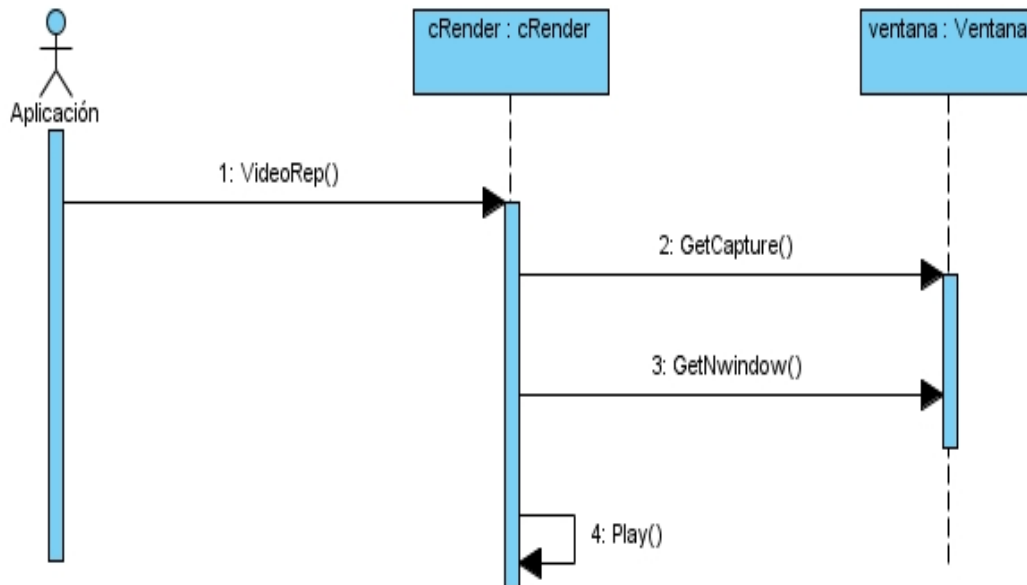 cRender : cRender
ventana : Ventana
Aplicación
1: VideoRep()
2: GetCapture()
3: GetNwindow()
4: Play()